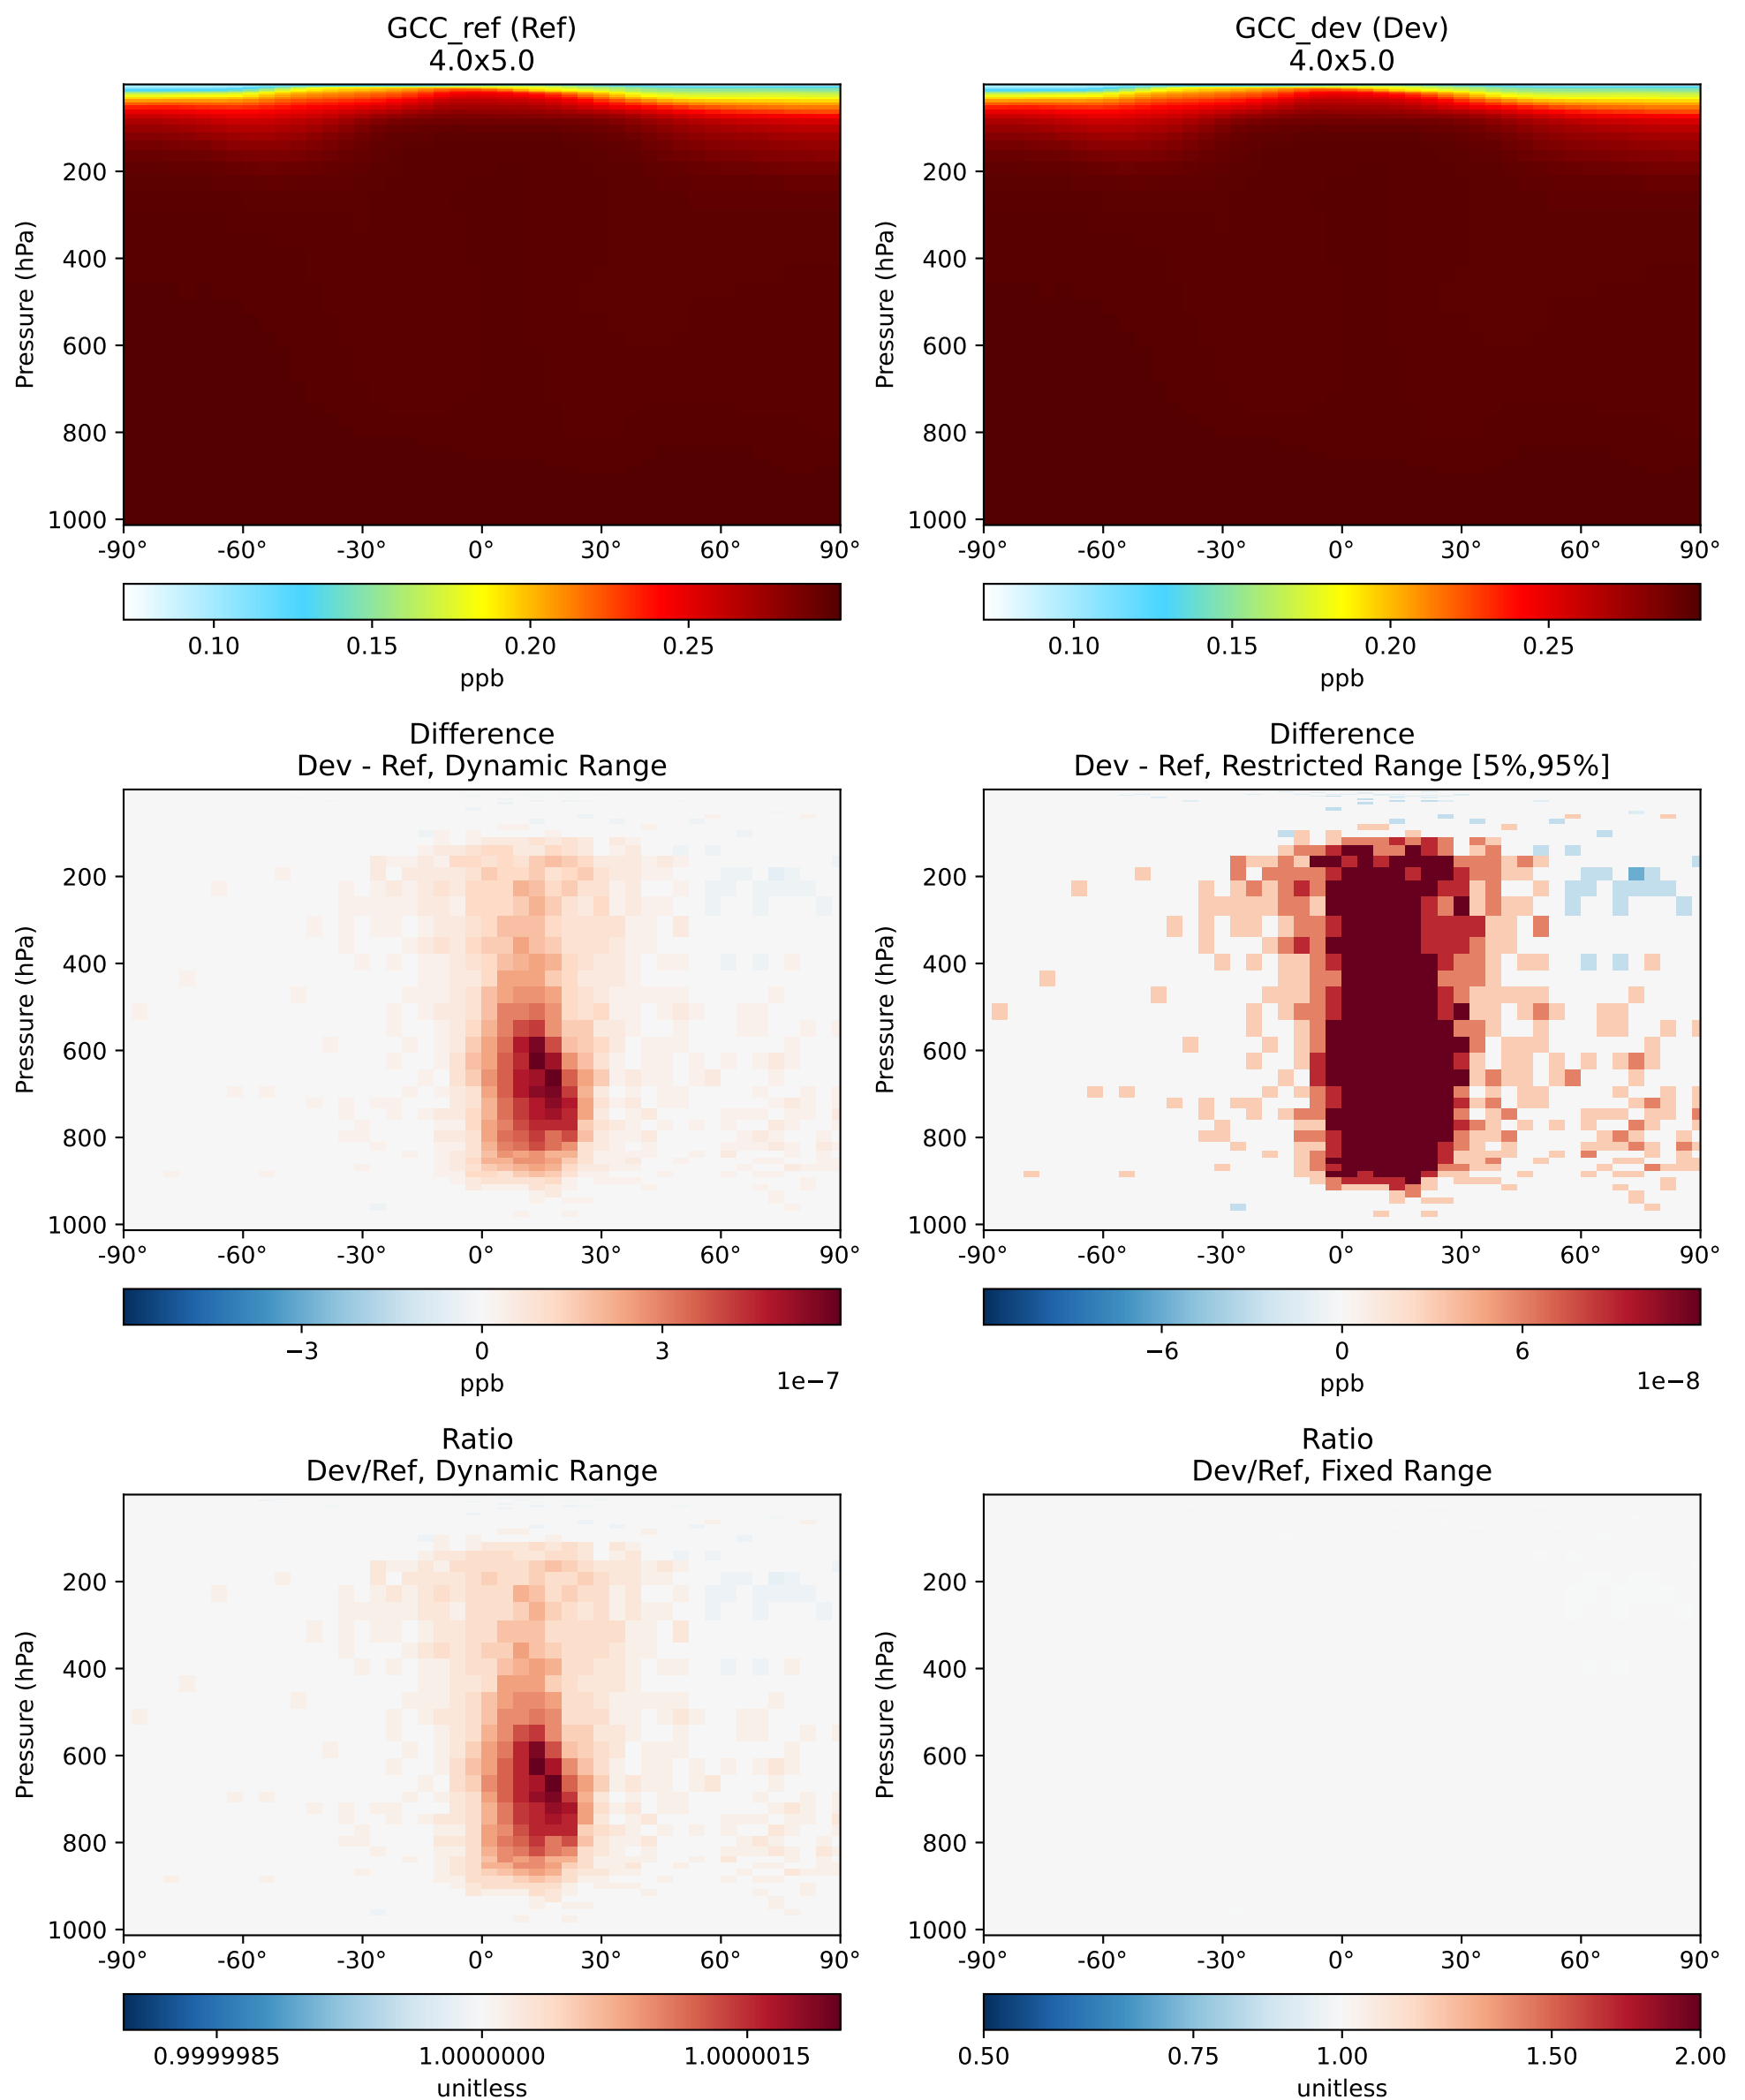 GCC_ref (Ref)
4.0x5.0
Pressure (hPa)
200
400
600
800
1000
-90° -60° -30° 0° 30° 60° 90°
0.10 0.15 0.20 0.25
ppb
GCC_dev (Dev)
4.0x5.0
Pressure (hPa)
200
400
600
800
1000
-90° -60° -30° 0° 30° 60° 90°
0.10 0.15 0.20 0.25
ppb
Difference
Dev - Ref, Dynamic Range
Pressure (hPa)
200
400
600
800
1000
-90° -60° -30° 0° 30° 60° 90°
−3 0 3
ppb
1e−7
Difference
Dev - Ref, Restricted Range [5%,95%]
Pressure (hPa)
200
400
600
800
1000
-90° -60° -30° 0° 30° 60° 90°
−6 0 6
ppb
1e−8
Ratio
Dev/Ref, Dynamic Range
Pressure (hPa)
200
400
600
800
1000
-90° -60° -30° 0° 30° 60° 90°
0.9999985 1.0000000 1.0000015
unitless
Ratio
Dev/Ref, Fixed Range
Pressure (hPa)
200
400
600
800
1000
-90° -60° -30° 0° 30° 60° 90°
0.50 0.75 1.00 1.50 2.00
unitless